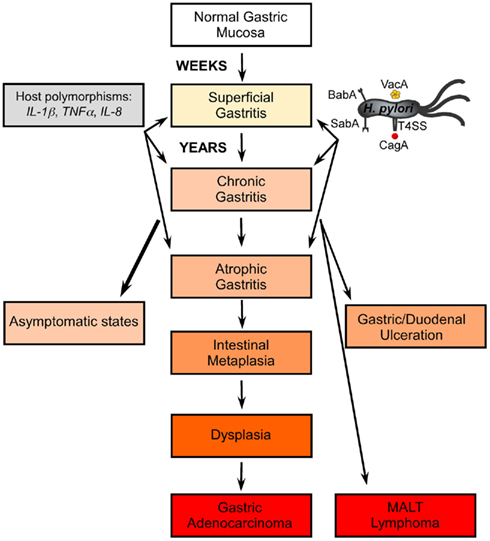 Normal Gastric
Mucosa
WEEKS
Host polymorphisms:
IL-1β, TNFα, IL-8
Superficial
Gastritis
BabA
VacA
H. pylori
SabA
T4SS
CagA
YEARS
Chronic
Gastritis
Atrophic
Gastritis
Asymptomatic states
Gastric/Duodenal
Ulceration
Intestinal
Metaplasia
Dysplasia
Gastric
Adenocarcinoma
MALT
Lymphoma